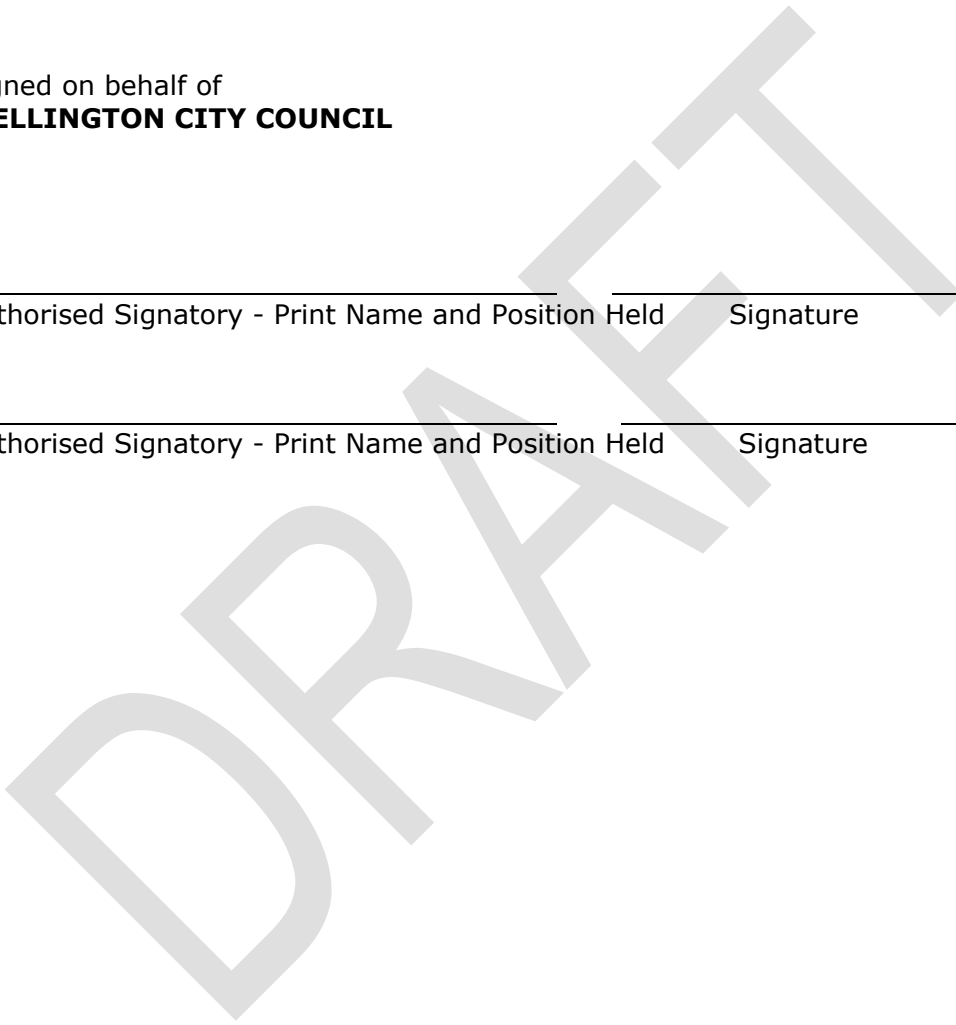 gned on behalf of
ELLINGTON CITY COUNCIL
thorised Signatory - Print Name and Position Held Signature
thorised Signatory - Print Name and Position Held Signature
DRAFT